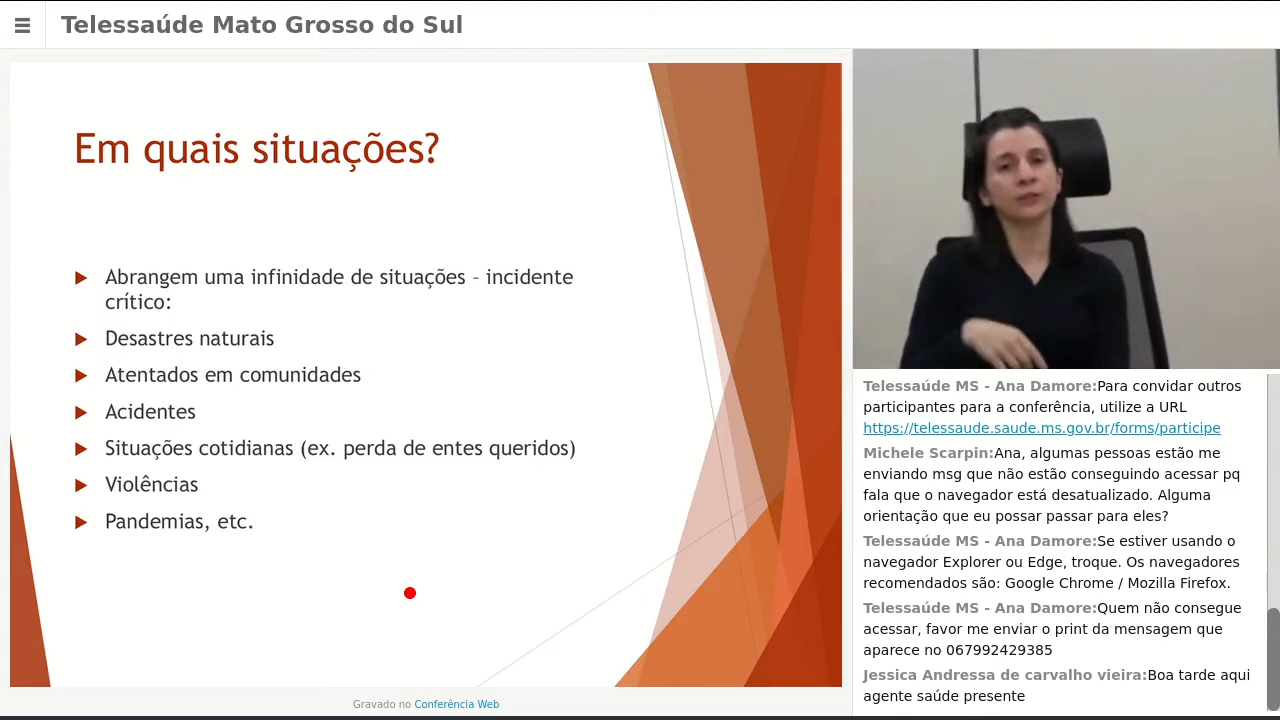 Telessaúde Mato Grosso do Sul
Em quais situações?
Abrangem uma infinidade de situações – incidente
crítico:
Desastres naturais
Atentados em comunidades
Acidentes
Situações cotidianas (ex. perda de entes queridos)
Violências
Pandemias, etc.
Gravado no Conferência Web
Telessaúde MS - Ana Damore:Para convidar outros
participantes para a conferência, utilize a URL
https://telessaude.saude.ms.gov.br/forms/participe
Michele Scarpin:Ana, algumas pessoas estão me
enviando msg que não estão conseguindo acessar pq
fala que o navegador está desatualizado. Alguma
orientação que eu possar passar para eles?
Telessaúde MS - Ana Damore:Se estiver usando o
navegador Explorer ou Edge, troque. Os navegadores
recomendados são: Google Chrome / Mozilla Firefox.
Telessaúde MS - Ana Damore:Quem não consegue
acessar, favor me enviar o print da mensagem que
aparece no 067992429385
Jessica Andressa de carvalho vieira:Boa tarde aqui
agente saúde presente